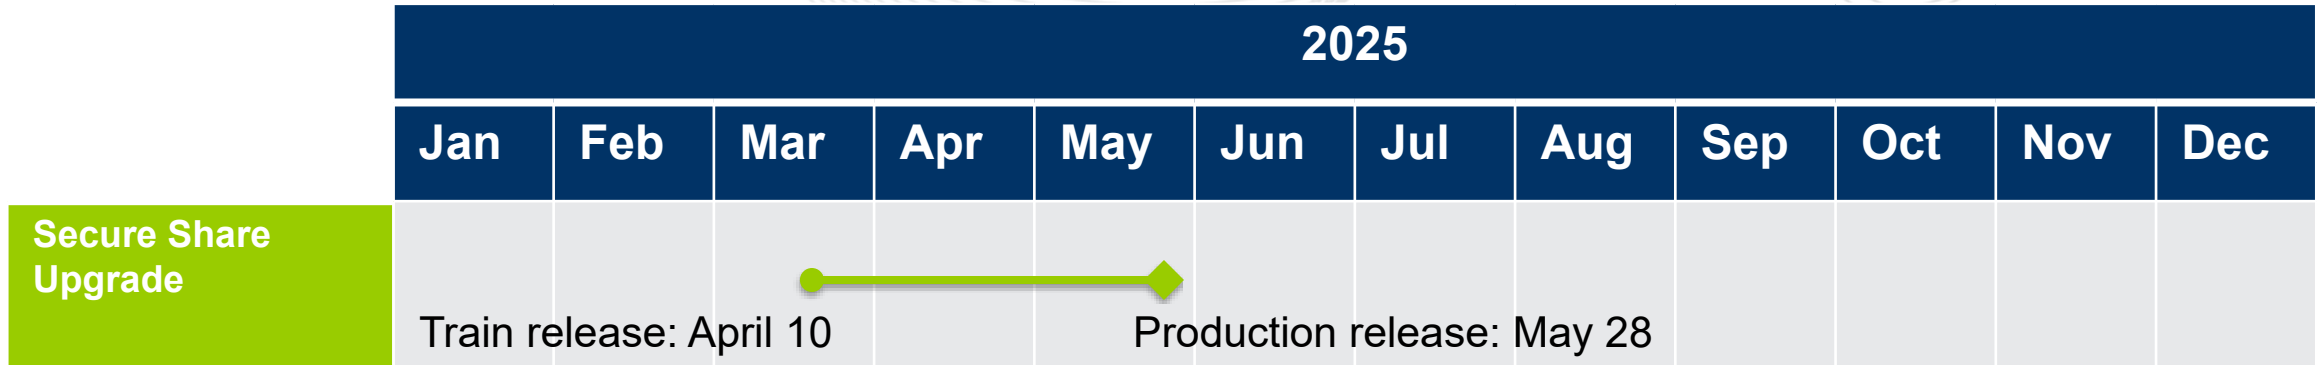 2025
Jan Feb Mar Apr May Jun Jul Aug Sep Oct Nov Dec
Secure Share
Upgrade
Train release: April 10 Production release: May 28